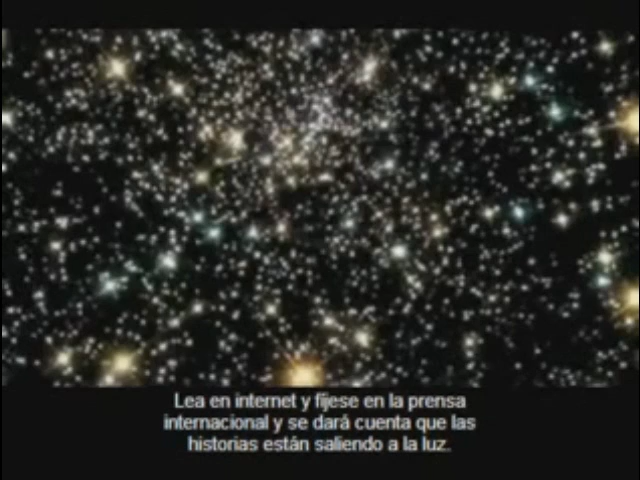 Lea en internet y fíjese en la prensa
internacional y se dará cuenta que las
historias están saliendo a la luz.